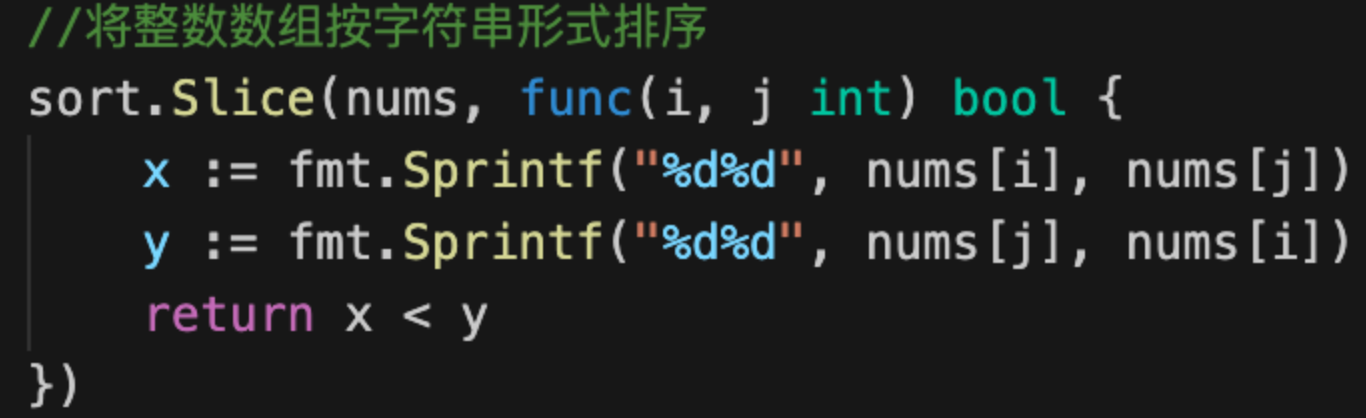 //将整数数组按字符串形式排序
sort.Slice(nums, func(i, j int) bool {
    x := fmt.Sprintf("%d%d", nums[i], nums[j])
    y := fmt.Sprintf("%d%d", nums[j], nums[i])
    return x < y
})